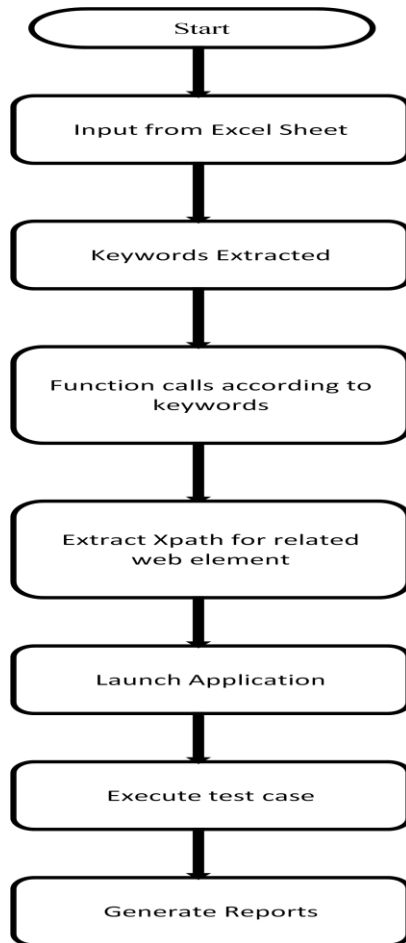 Start
Input from Excel Sheet
Keywords Extracted
Function calls according to
keywords
Extract Xpath for related
web element
Launch Application
Execute test case
Generate Reports